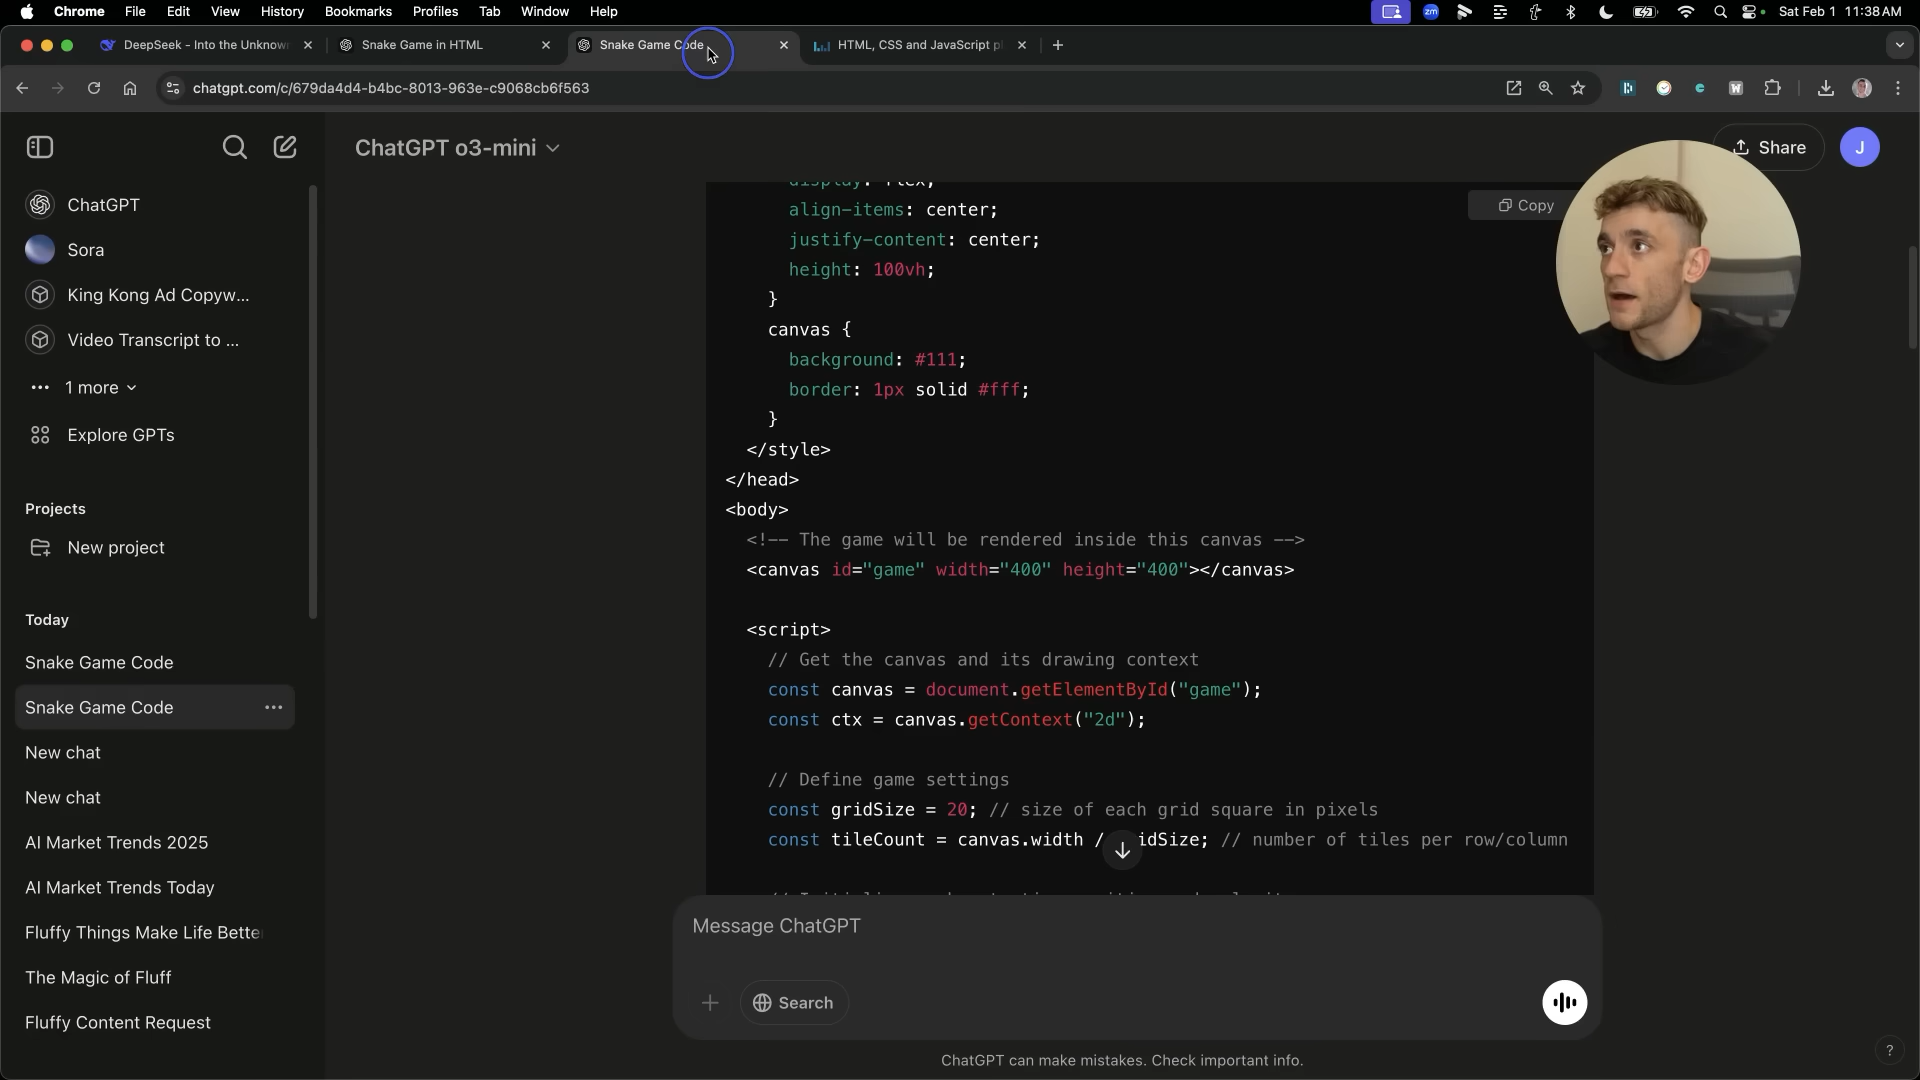 Chrome File Edit View History Bookmarks Profiles Tab Window Help
zm
Sat Feb 1 11:38 AM
DeepSeek - Into the Unknow
Snake Game in HTML
Snake Game Code
HTML, CSS and JavaScript p
chatgpt.com/c/679da4d4-b4bc-8013-963e-c9068cb6f563
ChatGPT o3-mini
Share
J
ChatGPT
Sora
King Kong Ad Copyw...
Video Transcript to ...
1 more
Explore GPTs
Projects
New project
Today
Snake Game Code
Snake Game Code
New chat
New chat
AI Market Trends 2025
AI Market Trends Today
Fluffy Things Make Life Bette
The Magic of Fluff
Fluffy Content Request
Copy
display: flex;
align-items: center;
justify-content: center;
height: 100vh;
}
canvas {
background: #111;
border: 1px solid #fff;
}
</style>
</head>
<body>
<!-- The game will be rendered inside this canvas -->
<canvas id="game" width="400" height="400"></canvas>
<script>
// Get the canvas and its drawing context
const canvas = document.getElementById("game");
const ctx = canvas.getContext("2d");
// Define game settings
const gridSize = 20; // size of each grid square in pixels
const tileCount = canvas.width / idSize; // number of tiles per row/column
Message ChatGPT
Search
ChatGPT can make mistakes. Check important info.
?